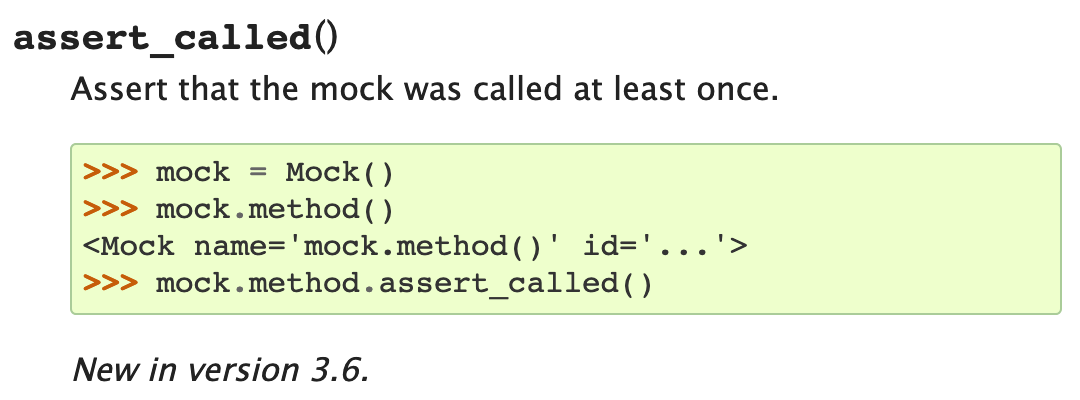 assert_called()
Assert that the mock was called at least once.
>>> mock = Mock()
>>> mock.method()
<Mock name='mock.method()' id='...'>
>>> mock.method.assert_called()
New in version 3.6.